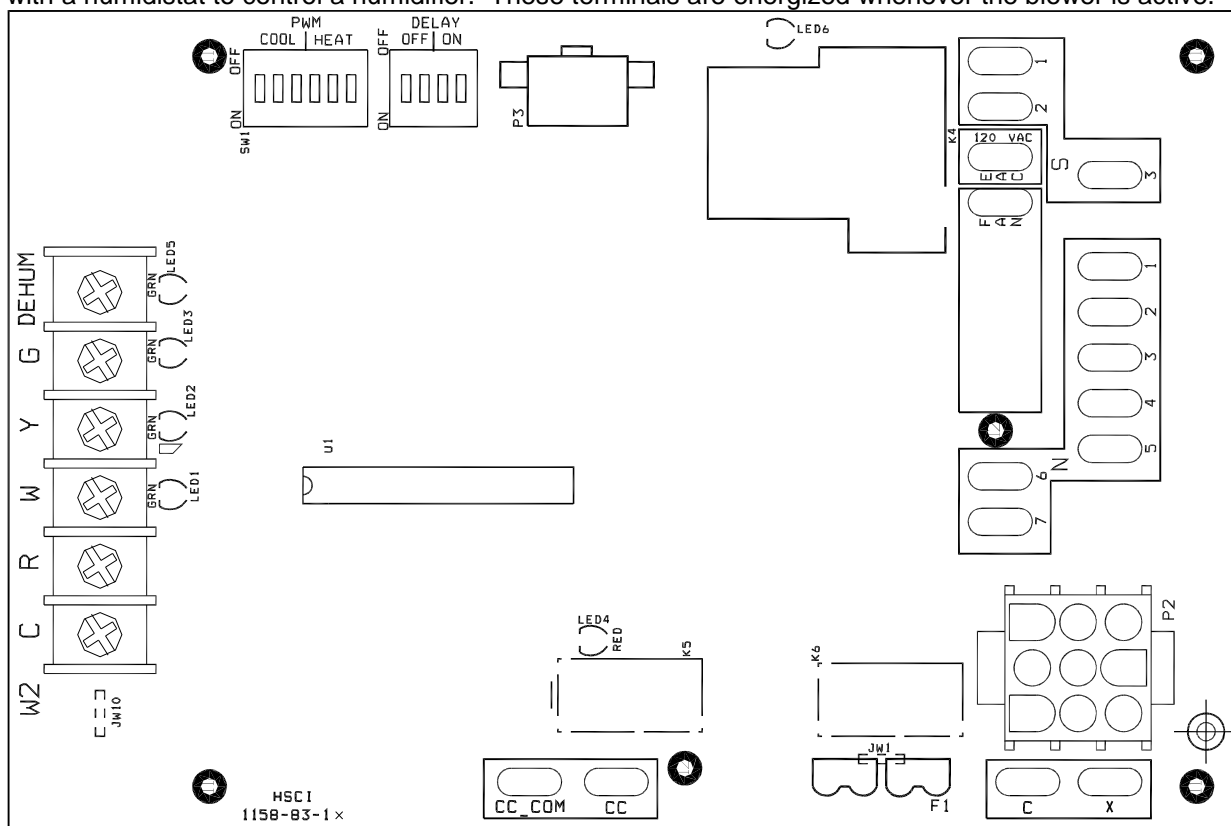 with a humidistat to control a humidifier. These terminals are energized whenever the blower is active.
PWM
COOL HEAT
OFF
ON
SW1
DELAY
OFF ON
OFF
ON
P3
LED6
K4
1
2
120 VAC
EAC
S
3
FAN
DEHUM
GRN
LED5
G
GRN
LED3
Y
GRN
LED2
W
GRN
LED1
R
C
W2
JW10
U1
1
2
3
4
5
N
6
7
LED4
RED
K5
K6
P2
JW1
F1
CC_COM CC
C X
HSCI
1158-83-1×